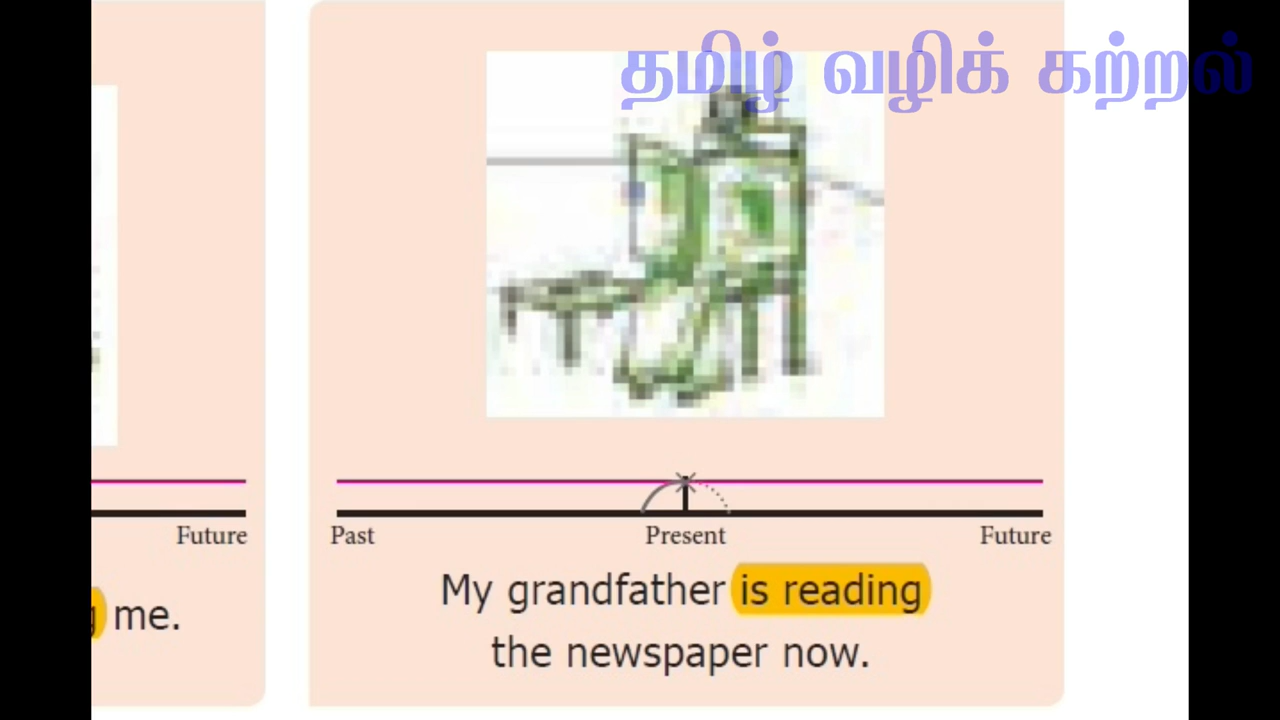 தமிழ் வழிக் கற்றல்
Future
me.
Past Present Future
My grandfather is reading
the newspaper now.